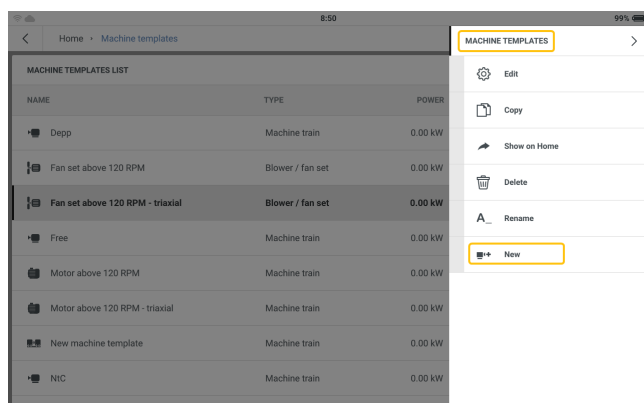 8:50
99%
Home • Machine templates
MACHINE TEMPLATES LIST
NAME TYPE POWER
Depp Machine train 0.00 kW
Fan set above 120 RPM Blower / fan set 0.00 kW
Fan set above 120 RPM - triaxial Blower / fan set 0.00 kW
Free Machine train 0.00 kW
Motor above 120 RPM Machine train 0.00 kW
Motor above 120 RPM - triaxial Machine train 0.00 kW
New machine template Machine train 0.00 kW
NtC Machine train 0.00 kW
MACHINE TEMPLATES
Edit
Copy
Show on Home
Delete
A_ Rename
New